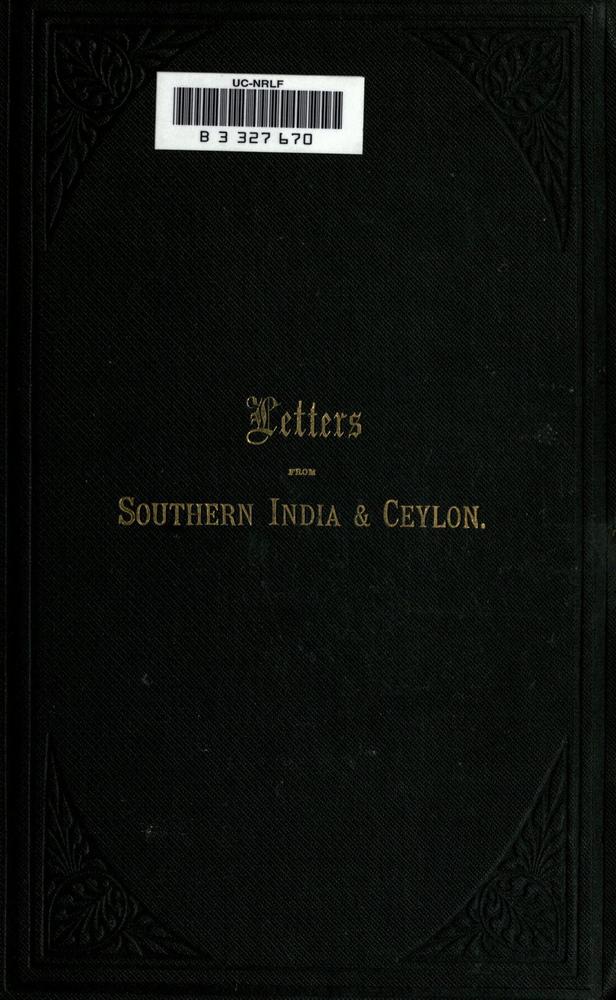 UC-NRLF
B 3 327 670
Letters
FROM
SOUTHERN INDIA & CEYLON.